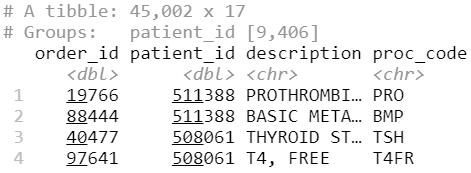 # A tibble: 45,002 x 17
# Groups: patient_id [9,406]
order_id patient_id description proc_code
<dbl> <dbl> <chr> <chr>
1 19766 511388 PROTHROMBI… PRO
2 88444 511388 BASIC META… BMP
3 40477 508061 THYROID ST… TSH
4 97641 508061 T4, FREE T4FR